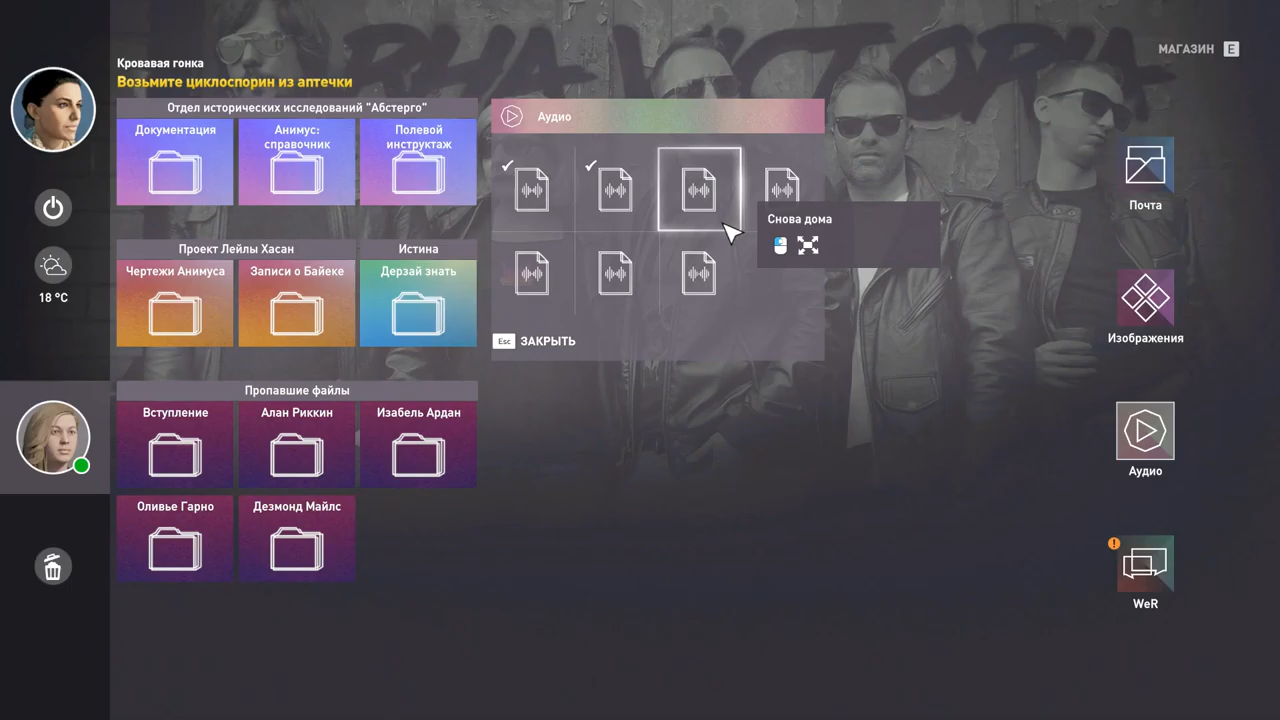 МАГАЗИН E
Кровавая гонка
Возьмите циклоспорин из аптечки
Отдел исторических исследований "Абстерго"
Документация
Анимус:
справочник
Полевой
инструктаж
Аудио
Снова дома
Проект Лейлы Хасан
Истина
Чертежи Анимуса
Записи о Байеке
Дерзай знать
Esc ЗАКРЫТЬ
18 °C
Пропавшие файлы
Вступление
Алан Риккин
Изабель Ардан
Оливье Гарно
Дезмонд Майлс
Почта
Изображения
Аудио
WeR